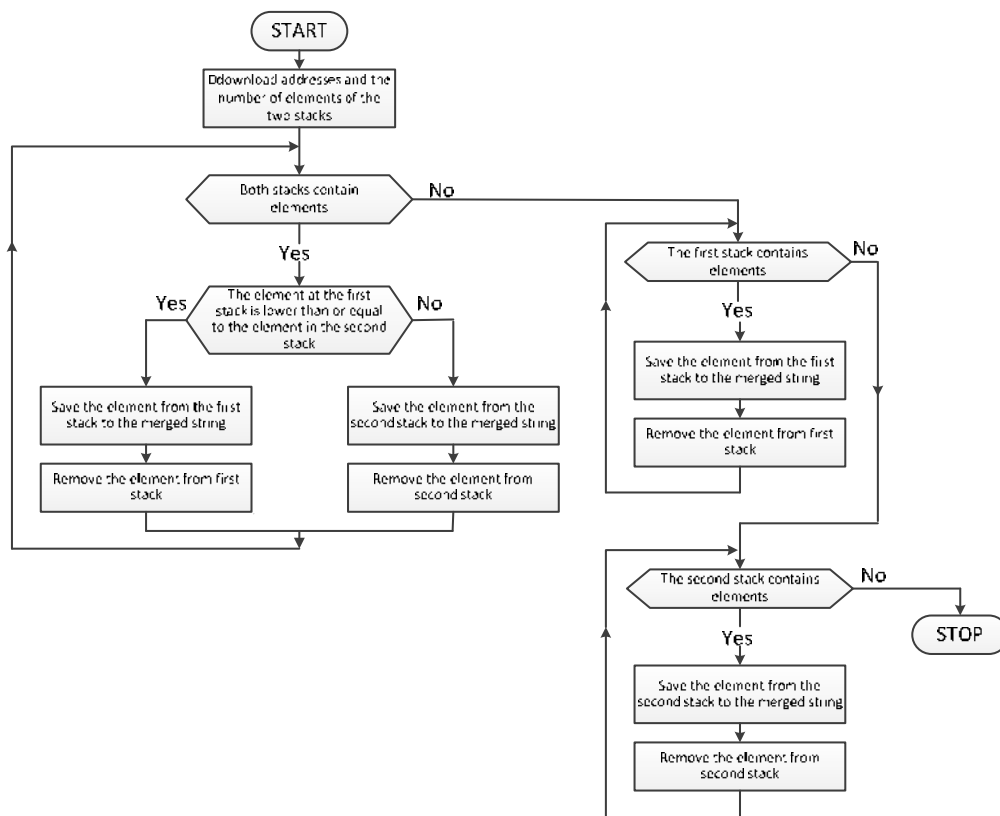 START
Ddownload addresses and the
number of elements of the
two stacks
Both stacks contain
elements
No
Yes
The element at the first
stack is lower than or equal
to the element in the second
stack
Yes
No
Save the element from the first
stack to the merged string
Save the element from the
second stack to the merged string
Remove the element from first
stack
Remove the element from
second stack
The first stack contains
elements
No
Yes
Save the element from the first
stack to the merged string
Remove the element from first
stack
The second stack contains
elements
No
STOP
Yes
Save the element from the
second stack to the merged string
Remove the element from
second stack